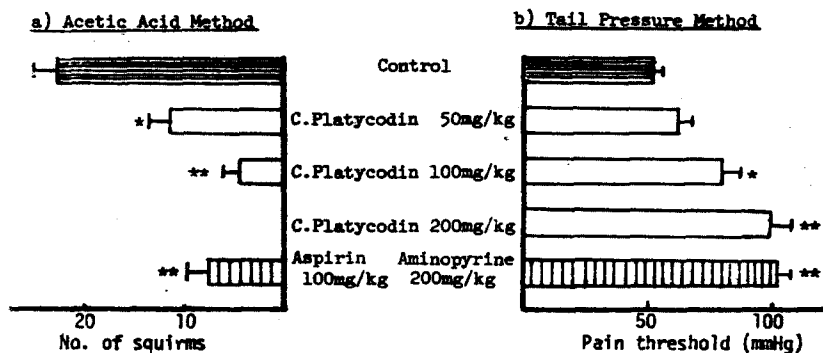 a) Acetic Acid Method
b) Tail Pressure Method
Control
* C.Platycodin 50mg/kg
** C.Platycodin 100mg/kg *
C.Platycodin 200mg/kg **
** Aspirin Aminopyrine **
100mg/kg 200mg/kg
20 10 50 100
No. of squirms Pain threshold (mmHg)